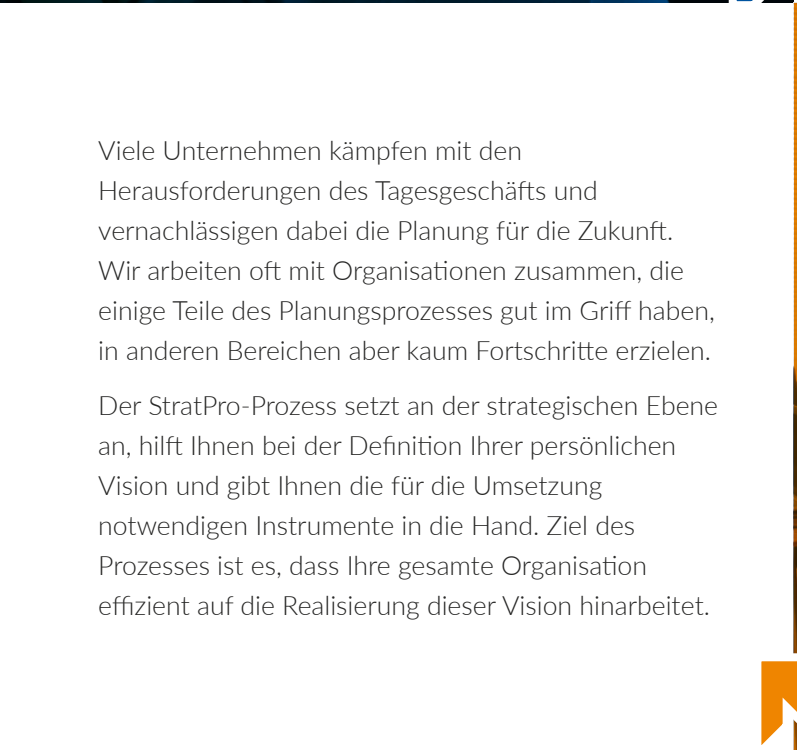 Viele Unternehmen kämpfen mit den
Herausforderungen des Tagesgeschäfts und
vernachlässigen dabei die Planung für die Zukunft.
Wir arbeiten oft mit Organisationen zusammen, die
einige Teile des Planungsprozesses gut im Griff haben,
in anderen Bereichen aber kaum Fortschritte erzielen.
Der StratPro-Prozess setzt an der strategischen Ebene
an, hilft Ihnen bei der Definition Ihrer persönlichen
Vision und gibt Ihnen die für die Umsetzung
notwendigen Instrumente in die Hand. Ziel des
Prozesses ist es, dass Ihre gesamte Organisation
effizient auf die Realisierung dieser Vision hinarbeitet.